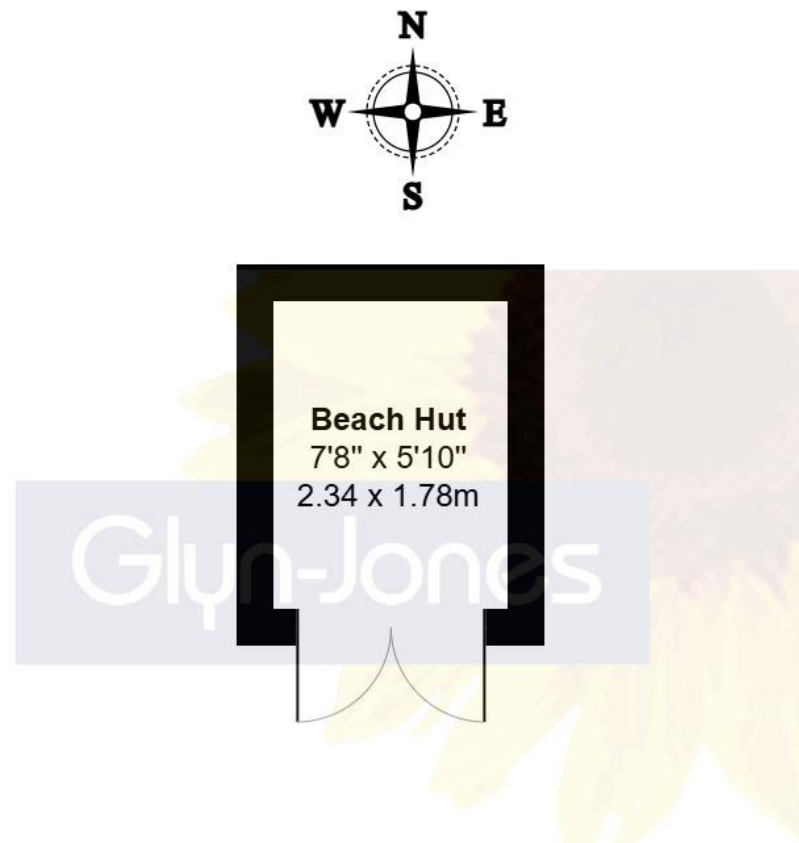 N
W E
S
Beach Hut
7'8" x 5'10"
2.34 x 1.78m
Glyn-Jones